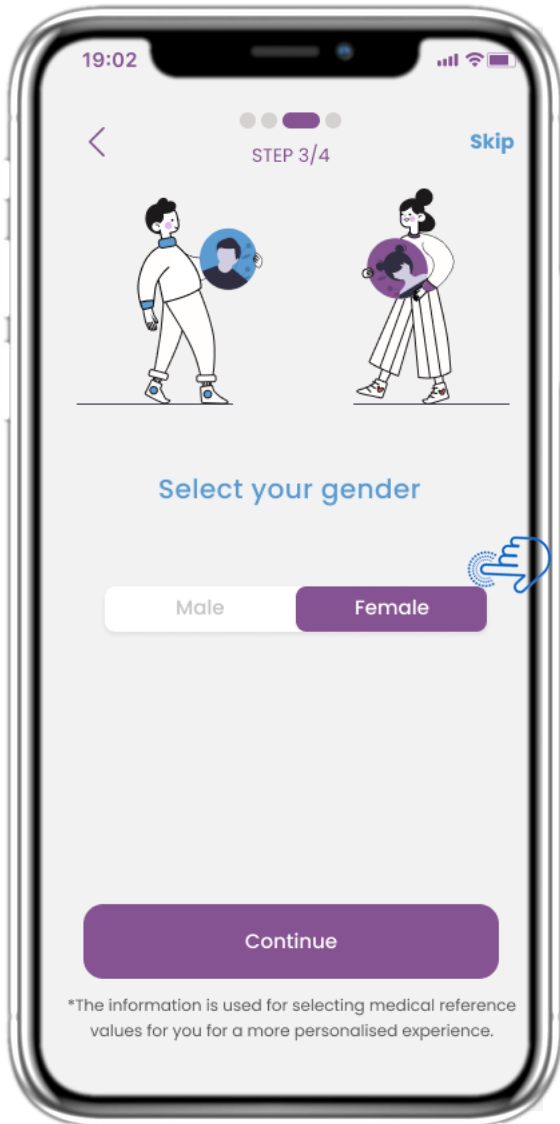 19:02
STEP 3/4
Skip
Select your gender
Male
Female
Continue
*The information is used for selecting medical reference
values for you for a more personalised experience.